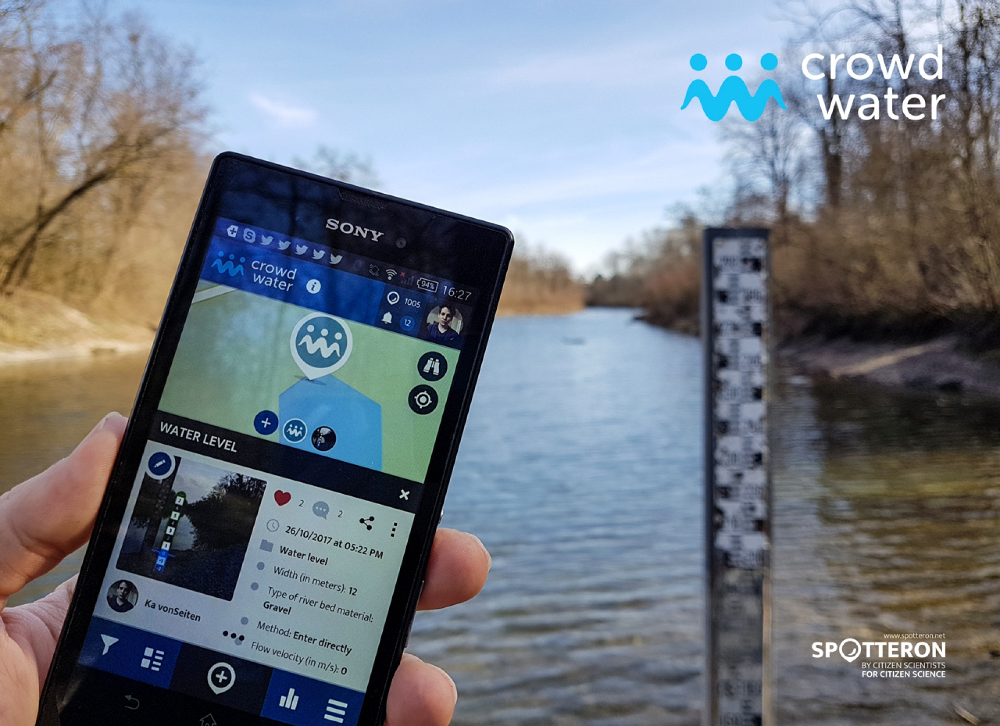 crowd
water
SONY
94% 16:27
crowd
water
i
1005
12
WATER LEVEL
2 2
26/10/2017 at 05:22 PM
Water level
Width (in meters): 12
Type of river bed material:
Gravel
Method: Enter directly
Flow velocity (in m/s): 0
Ka vonSeiten
www.spotteron.net
SPOTTERON
BY CITIZEN SCIENTISTS
FOR CITIZEN SCIENCE